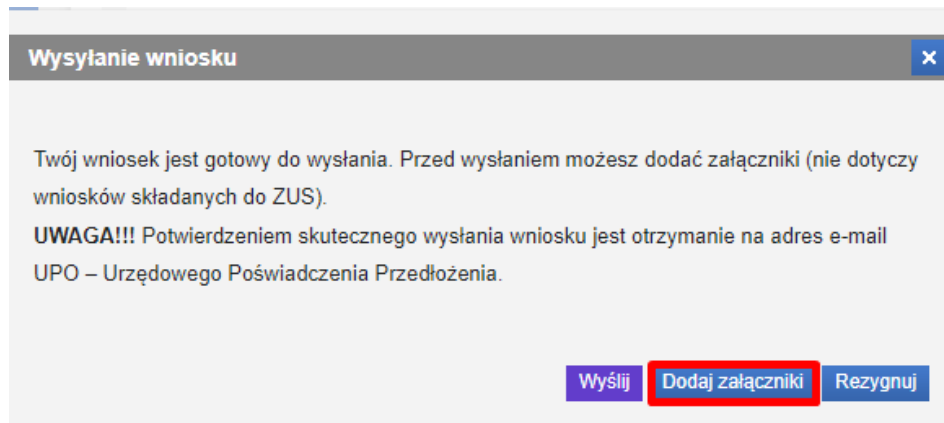 Wysyłanie wniosku
Twój wniosek jest gotowy do wysłania. Przed wysłaniem możesz dodać załączniki (nie dotyczy
wniosków składanych do ZUS).
UWAGA!!! Potwierdzeniem skutecznego wysłania wniosku jest otrzymanie na adres e-mail
UPO – Urzędowego Poświadczenia Przedłożenia.
Wyślij Dodaj załączniki Rezygnuj